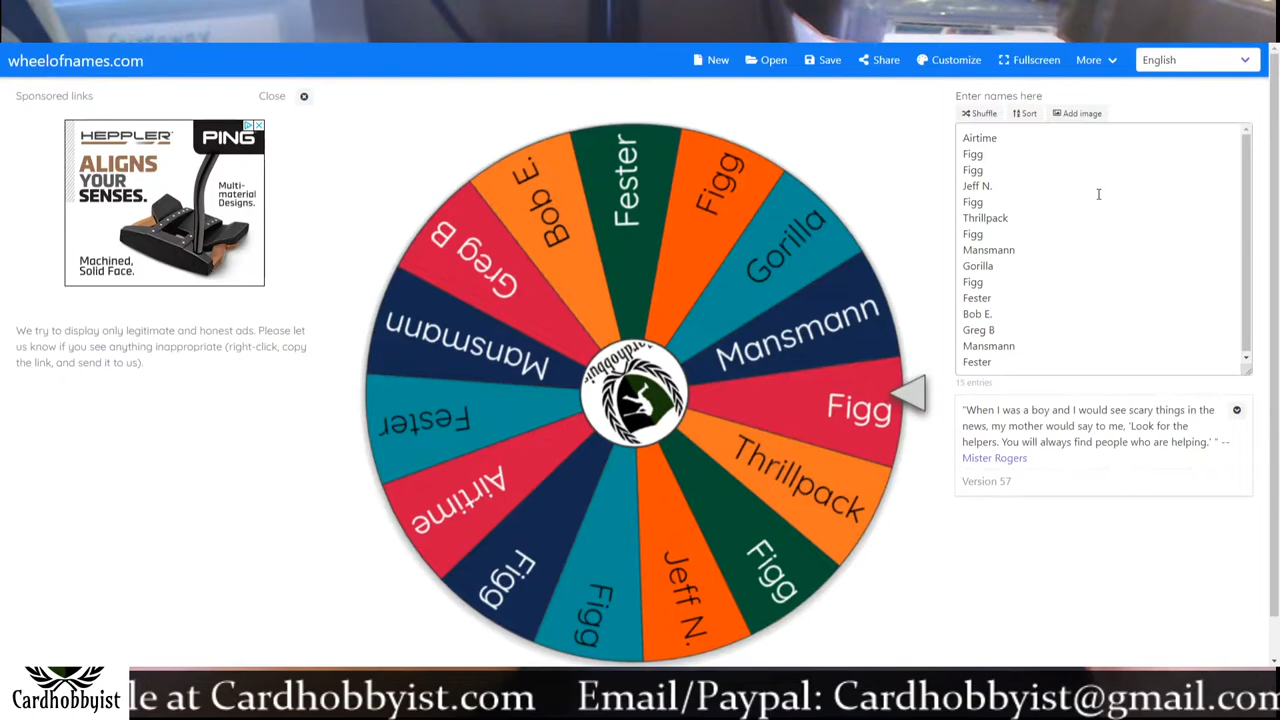 wheelofnames.com
New
Open
Save
Share
Customize
Fullscreen
More
English
Sponsored links
Close
HEPPLER
PING
ALIGNS
YOUR
SENSES.
Multi-
material
Designs.
Machined,
Solid Face.
We try to display only legitimate and honest ads. Please let
us know if you see anything inappropriate (right-click, copy
the link, and send it to us).
Fester
Figg
Gorilla
Mansmann
Figg
Thrillpack
Figg
Jeff N.
Figg
Figg
Airtime
Fester
Mansmann
Greg B
Bob E.
Cardhobbyist
Enter names here
Shuffle
Sort
Add image
Airtime
Figg
Figg
Jeff N.
Figg
Thrillpack
Figg
Mansmann
Gorilla
Figg
Fester
Bob E.
Greg B
Mansmann
Fester
15 entries
"When I was a boy and I would see scary things in the
news, my mother would say to me, 'Look for the
helpers. You will always find people who are helping.' " --
Mister Rogers
Version 57
Cardhobbyist
le at Cardhobbyist.com Email/Paypal: Cardhobbyist@gmail.com